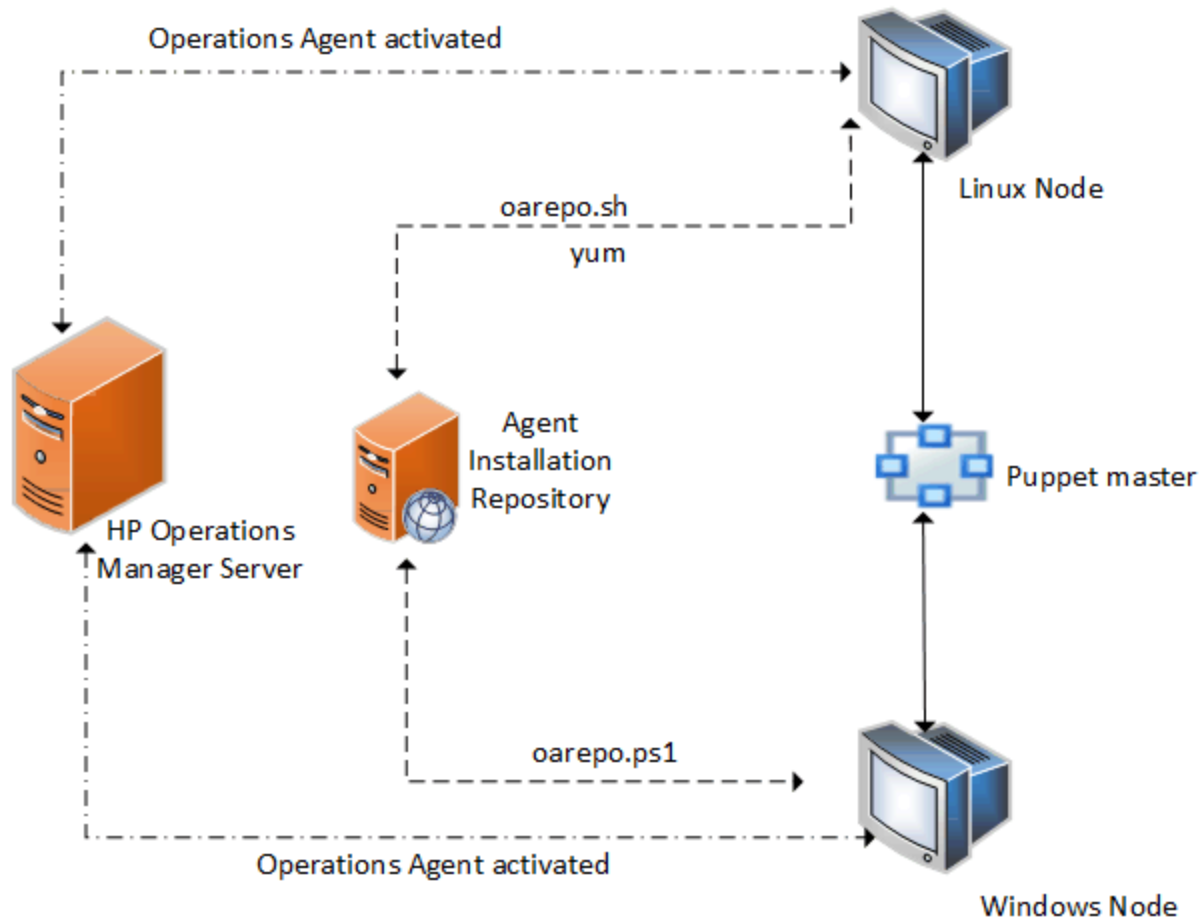 Operations Agent activated
Linux Node
oarepo.sh
yum
Agent
Installation
Repository
Puppet master
HP Operations
Manager Server
oarepo.ps1
Operations Agent activated
Windows Node